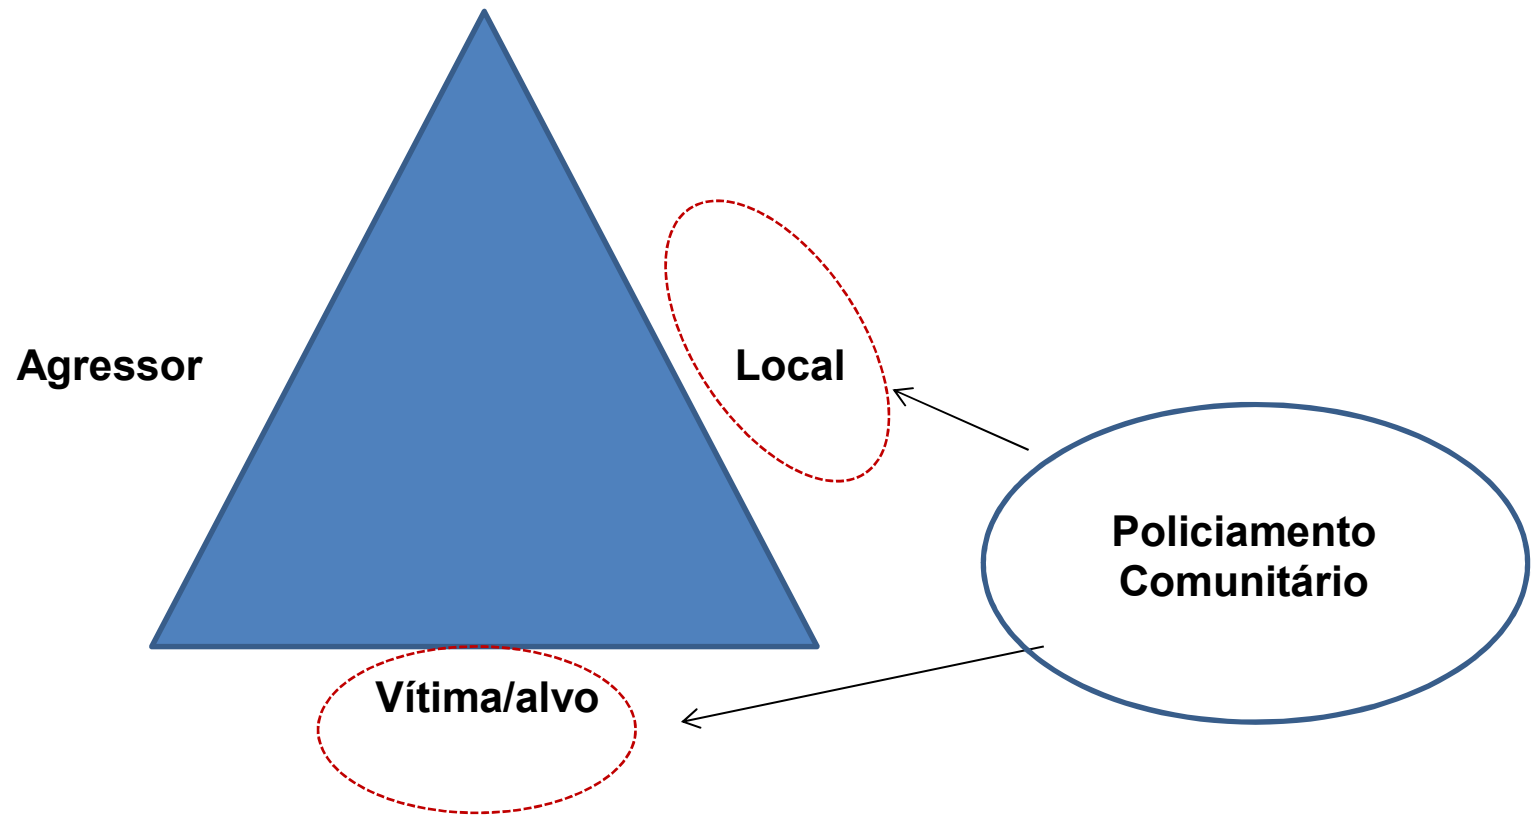 Agressor
Local
Policiamento
Comunitário
Vítima/alvo